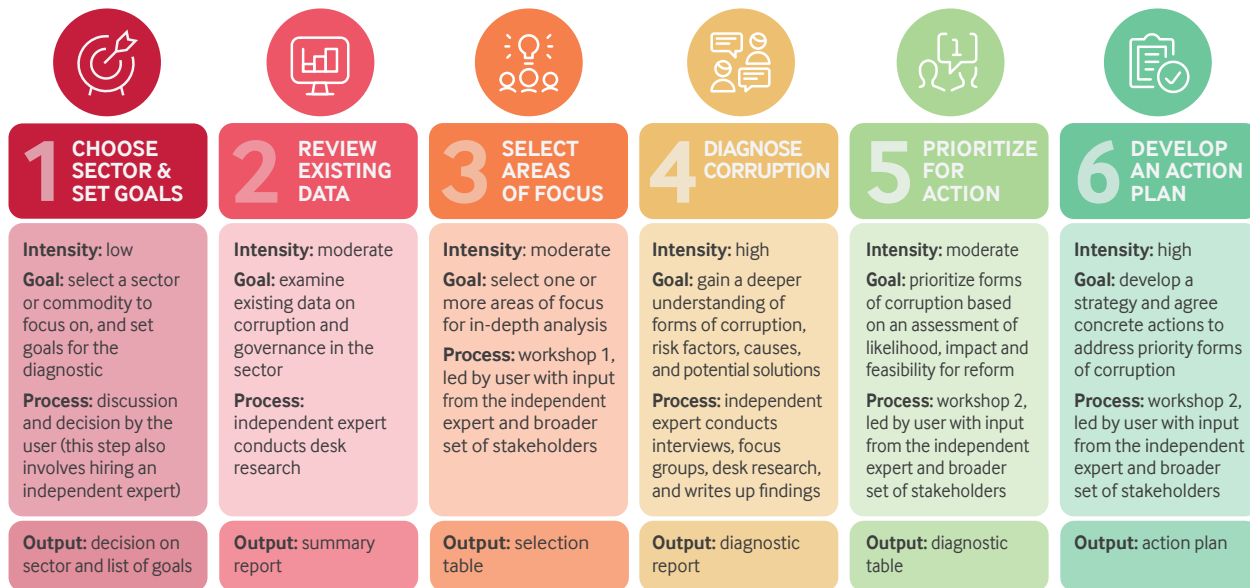 1
1 CHOOSE
SECTOR &
SET GOALS
Intensity: low
Goal: select a sector
or commodity to
focus on, and set
goals for the
diagnostic
Process: discussion
and decision by the
user (this step also
involves hiring an
independent expert)
Output: decision on
sector and list of goals
2 REVIEW
EXISTING
DATA
Intensity: moderate
Goal: examine
existing data on
corruption and
governance in the
sector
Process:
independent expert
conducts desk
research
Output: summary
report
3 SELECT
AREAS
OF FOCUS
Intensity: moderate
Goal: select one or
more areas of focus
for in-depth analysis
Process: workshop 1,
led by user with input
from the independent
expert and broader
set of stakeholders
Output: selection
table
4 DIAGNOSE
CORRUPTION
Intensity: high
Goal: gain a deeper
understanding of
forms of corruption,
risk factors, causes,
and potential solutions
Process: independent
expert conducts
interviews, focus
groups, desk research,
and writes up findings
Output: diagnostic
report
5 PRIORITIZE
FOR
ACTION
Intensity: moderate
Goal: prioritize forms
of corruption based
on an assessment of
likelihood, impact and
feasibility for reform
Process: workshop 2,
led by user with input
from the independent
expert and broader
set of stakeholders
Output: diagnostic
table
6 DEVELOP
AN ACTION
PLAN
Intensity: high
Goal: develop a
strategy and agree
concrete actions to
address priority forms
of corruption
Process: workshop 2,
led by user with input
from the independent
expert and broader
set of stakeholders
Output: action plan